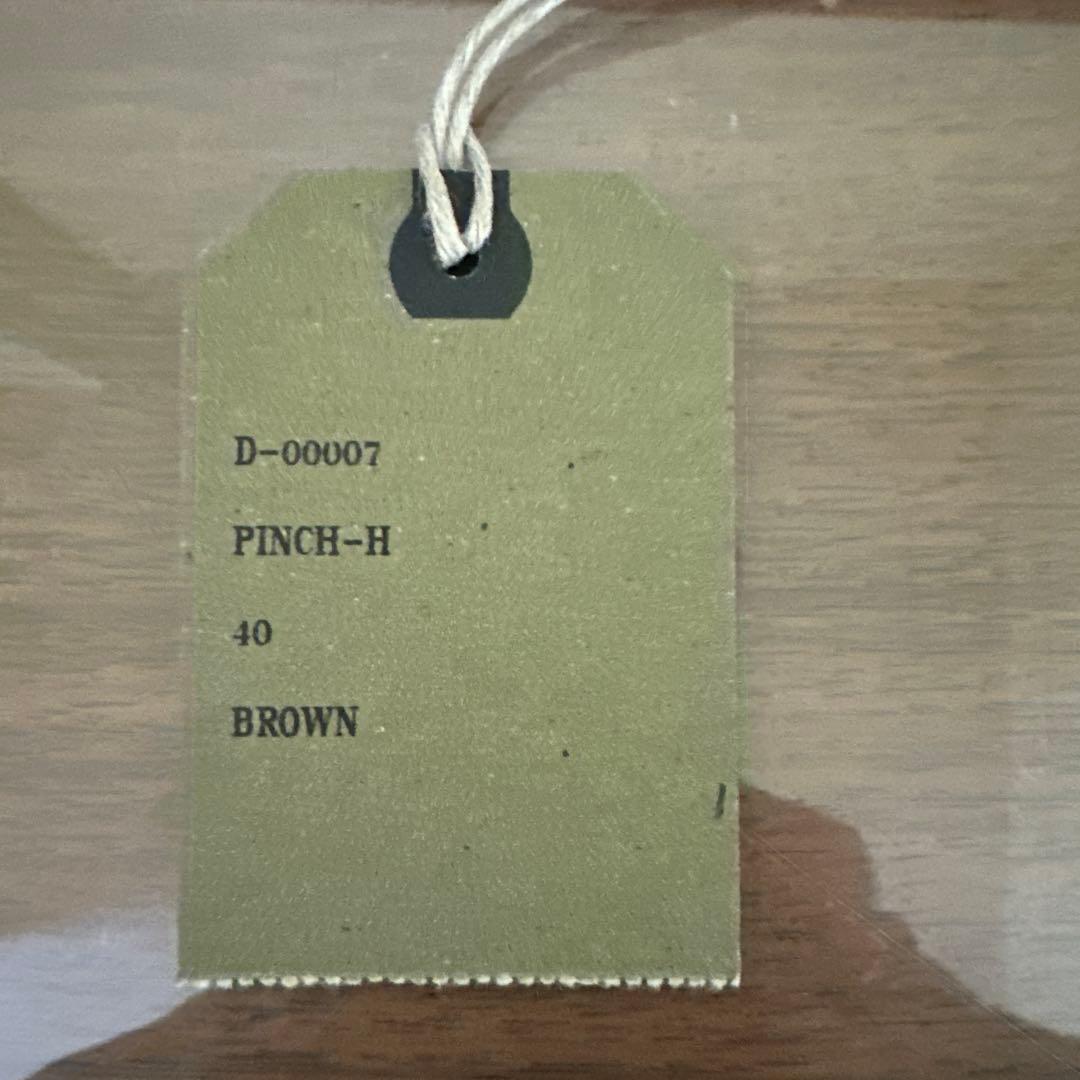 D-00007
PINCH-H
40
BROWN